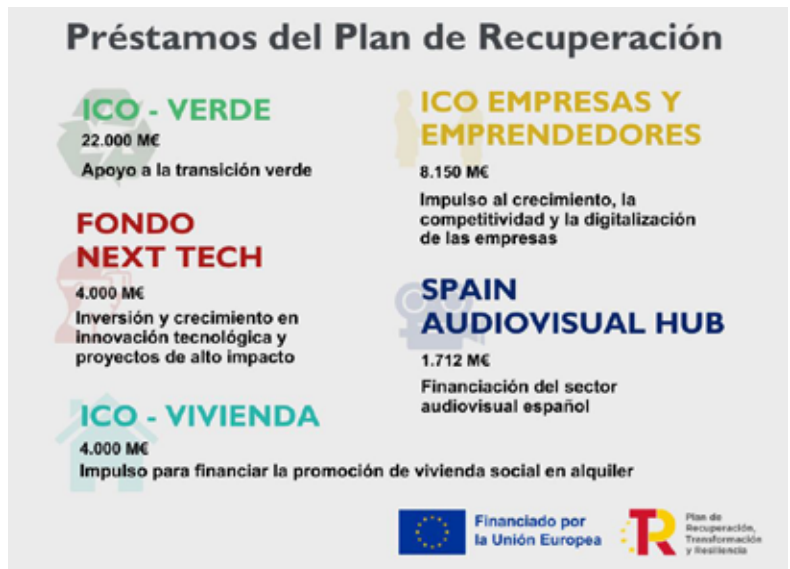 Préstamos del Plan de Recuperación
ICO - VERDE
22.000 M€
Apoyo a la transición verde
FONDO
NEXT TECH
4.000 M€
Inversión y crecimiento en
innovación tecnológica y
proyectos de alto impacto
ICO - VIVIENDA
4.000 M€
Impulso para financiar la promoción de vivienda social en alquiler
ICO EMPRESAS Y
EMPRENDEDORES
8.150 M€
Impulso al crecimiento, la
competitividad y la digitalización
de las empresas
SPAIN
AUDIOVISUAL HUB
1.712 M€
Financiación del sector
audiovisual español
Financiado por
la Unión Europea
TR
Plan de
Recuperación,
Transformación
y Resiliencia